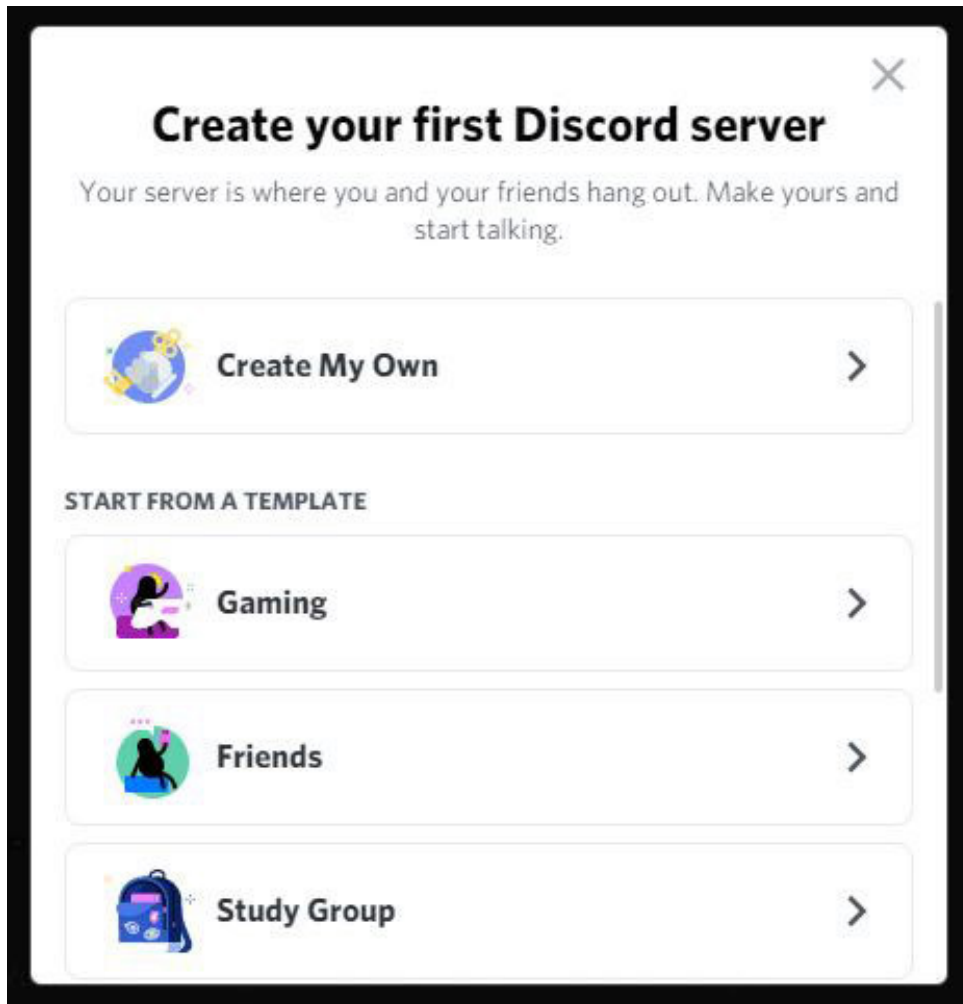 Create your first Discord server
Your server is where you and your friends hang out. Make yours and
start talking.
Create My Own
START FROM A TEMPLATE
Gaming
Friends
Study Group